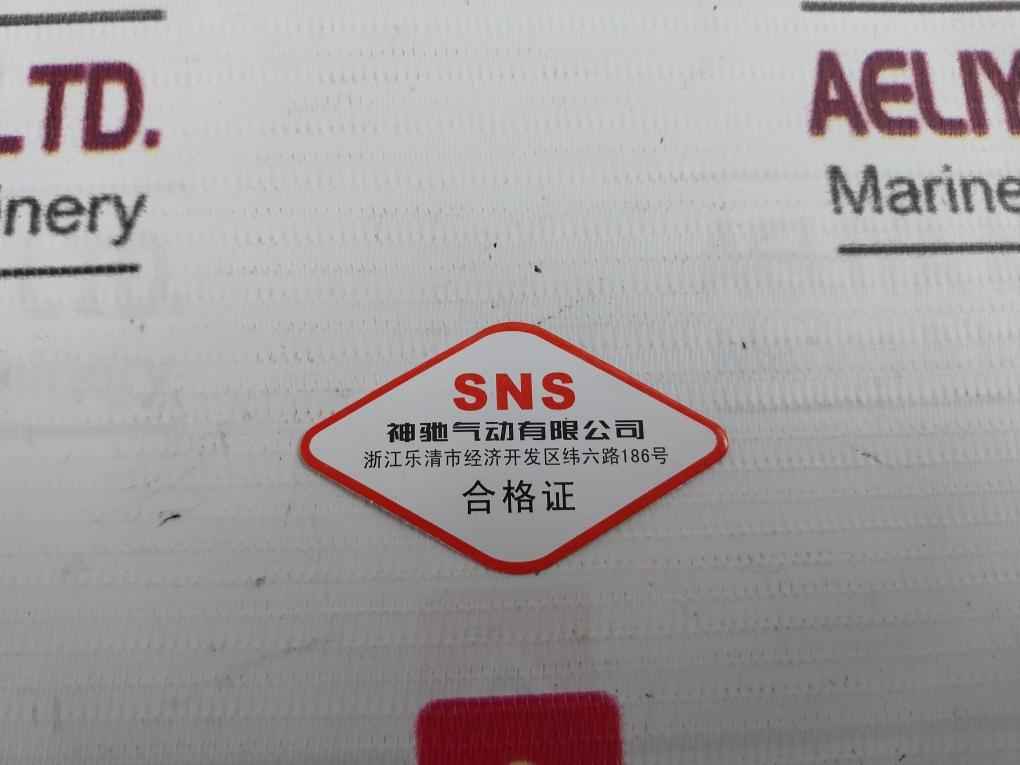 LTD.
inery
AELIY
Marine
SNS
神驰气动有限公司
浙江乐清市经济开发区纬六路186号
合格证